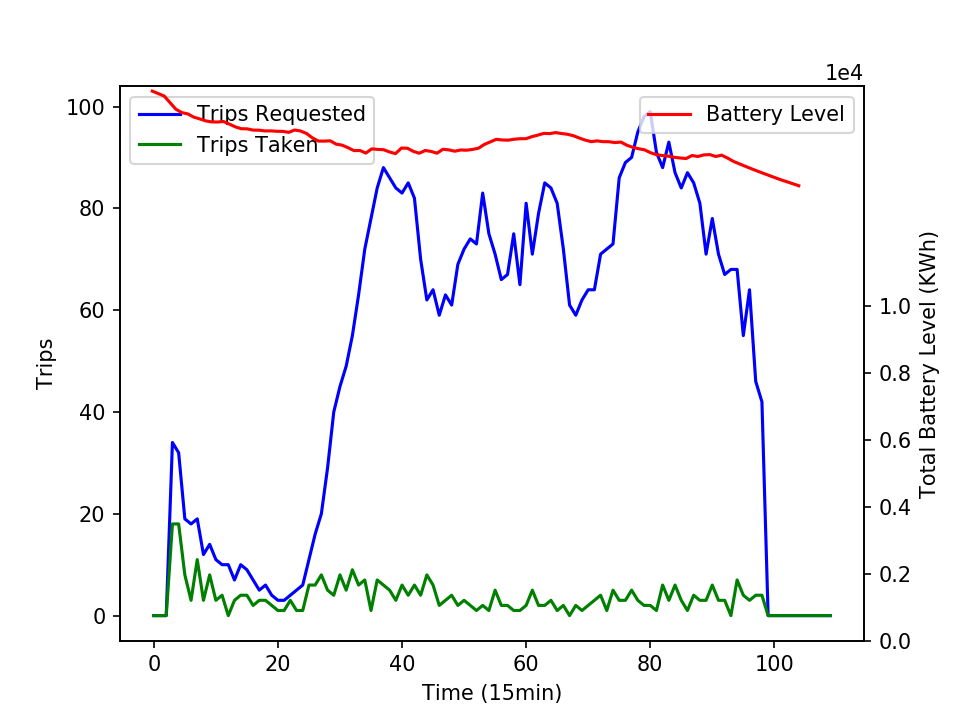 1e4
Trips Requested
Trips Taken
Battery Level
100
80
60
40
20
0
Trips
1.0
0.8
0.6
0.4
0.2
0.0
Total Battery Level (KWh)
0 20 40 60 80 100
Time (15min)